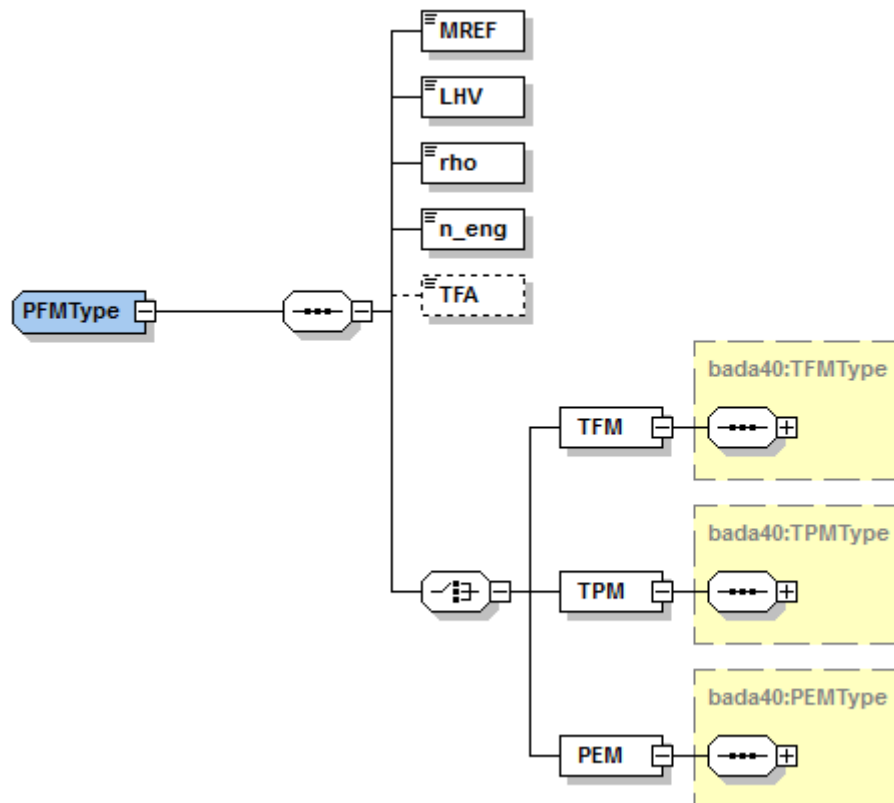 MREF
LHV
rho
n_eng
TFA
PFMType
bada40:TFMType
TFM
bada40:TPMType
TPM
bada40:PEMType
PEM